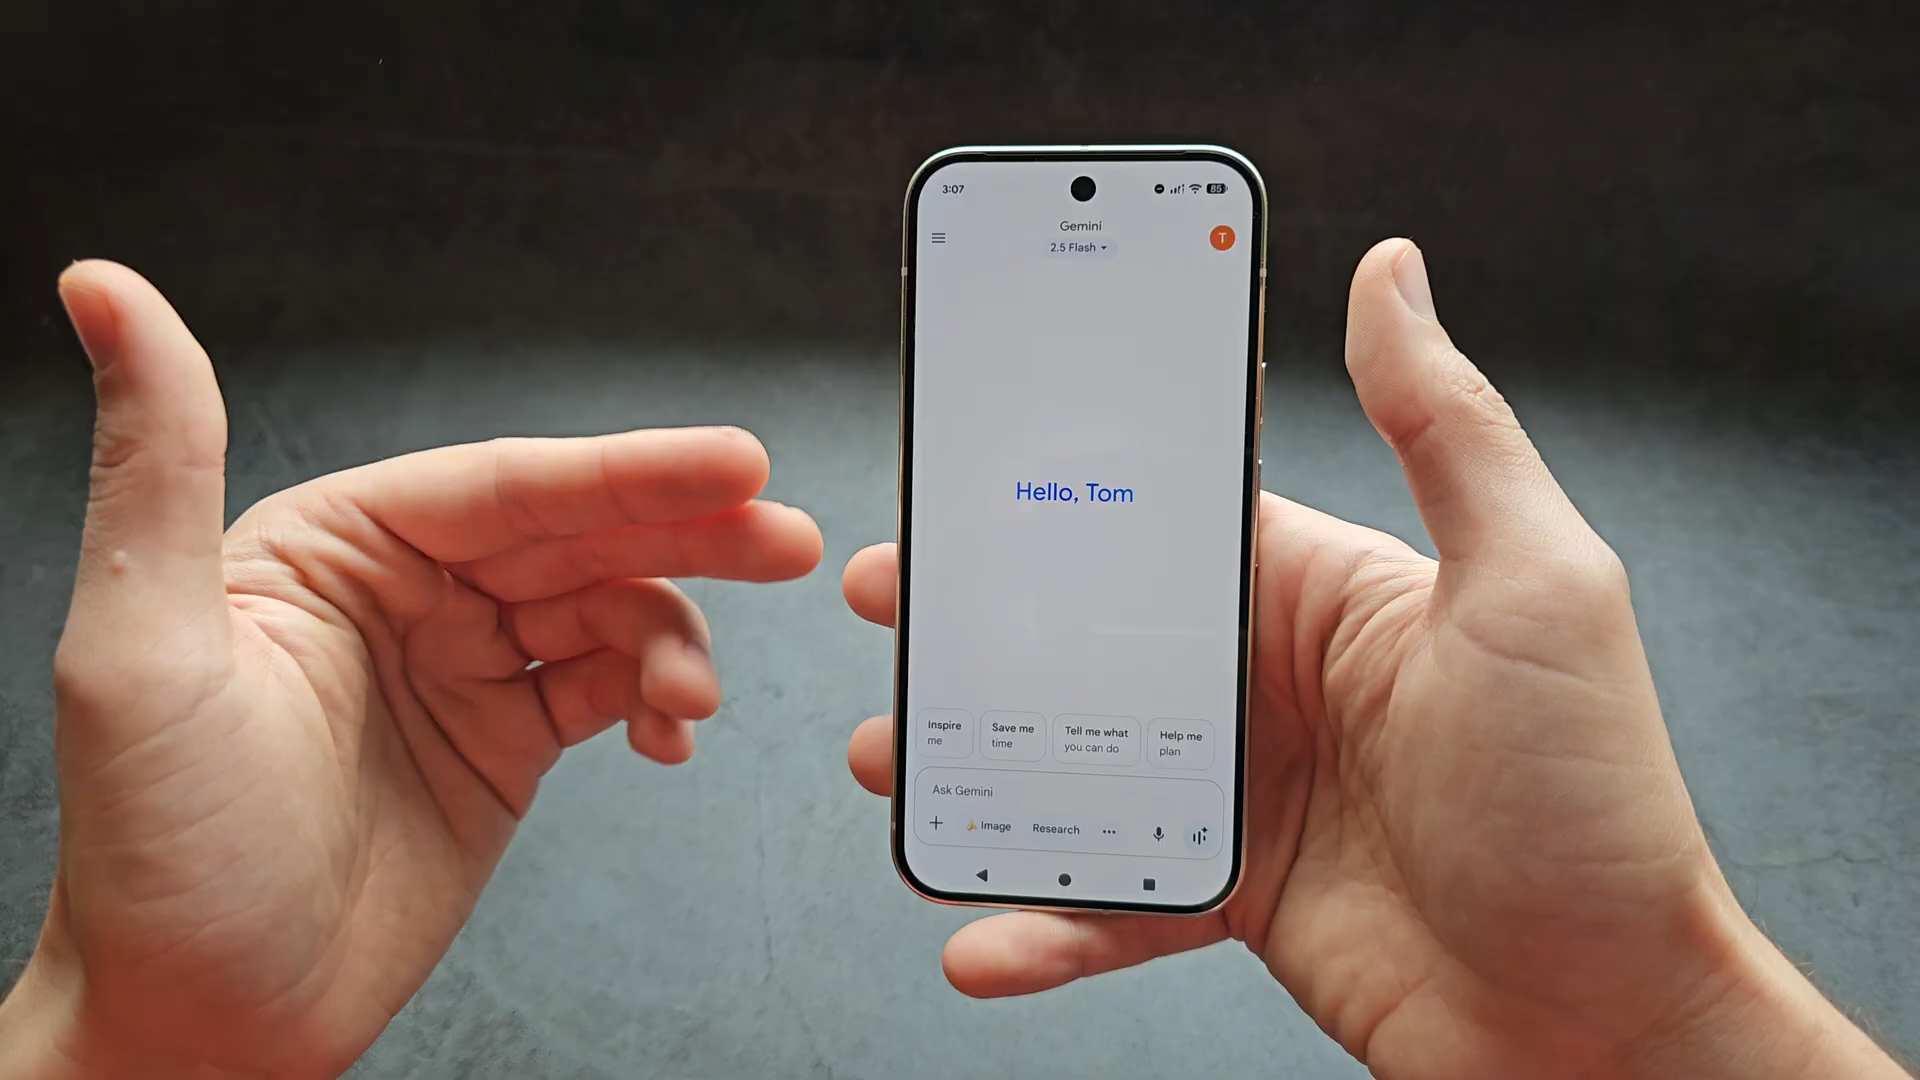 3:07
85
Gemini
2.5 Flash
T
Hello, Tom
Inspire
me
Save me
time
Tell me what
you can do
Help me
plan
Ask Gemini
Image
Research